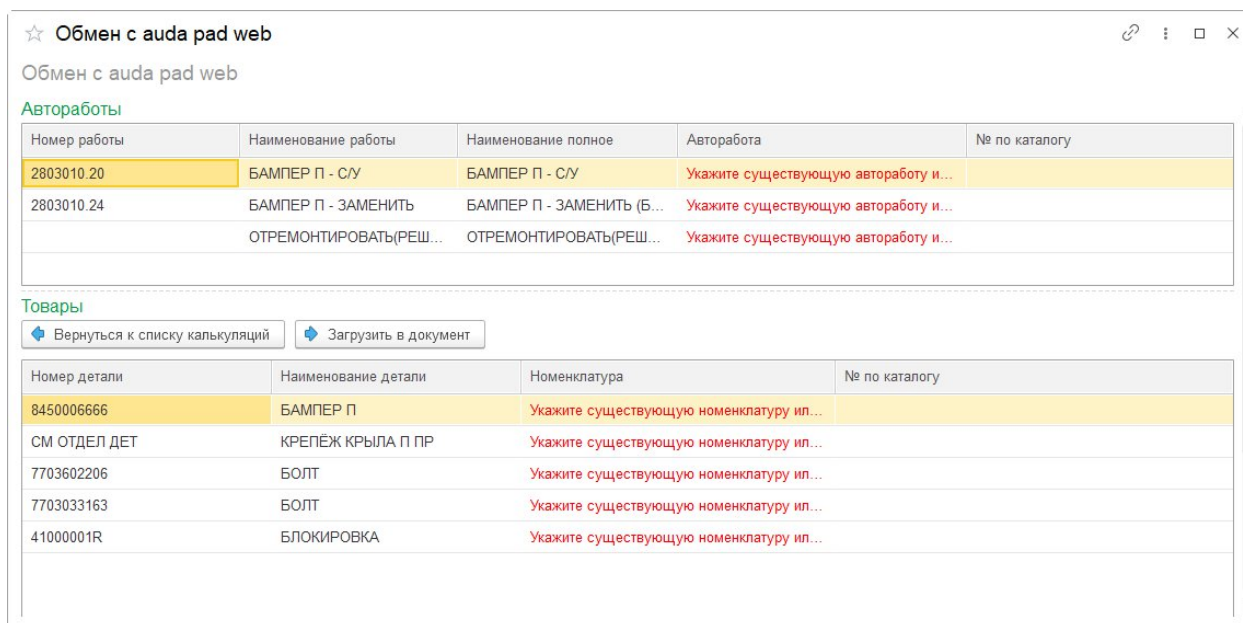 Обмен с auda pad web
Обмен с auda pad web
Автоработы
Номер работы Наименование работы Наименование полное Авторабота № по каталогу
2803010.20 БАМПЕР П - С/У БАМПЕР П - С/У Укажите существующую автоработу и...
2803010.24 БАМПЕР П - ЗАМЕНИТЬ БАМПЕР П - ЗАМЕНИТЬ (Б... Укажите существующую автоработу и...
ОТРЕМОНТИРОВАТЬ(РЕШ... ОТРЕМОНТИРОВАТЬ(РЕШ... Укажите существующую автоработу и...
Товары
Вернуться к списку калькуляций Загрузить в документ
Номер детали Наименование детали Номенклатура № по каталогу
8450006666 БАМПЕР П Укажите существующую номенклатуру ил...
СМ ОТДЕЛ ДЕТ КРЕПЁЖ КРЫЛА П ПР Укажите существующую номенклатуру ил...
7703602206 БОЛТ Укажите существующую номенклатуру ил...
7703033163 БОЛТ Укажите существующую номенклатуру ил...
41000001R БЛОКИРОВКА Укажите существующую номенклатуру ил...